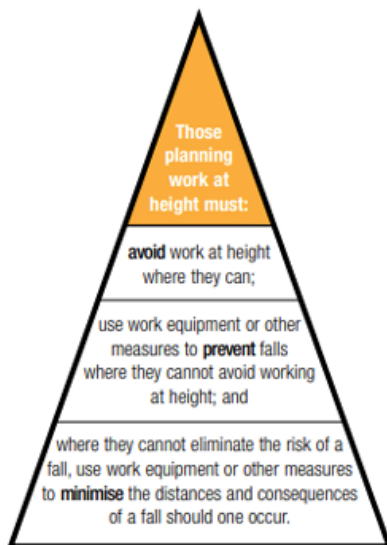 Those
planning
work at
height must:
avoid work at height
where they can;
use work equipment or other
measures to prevent falls
where they cannot avoid working
at height; and
where they cannot eliminate the risk of a
fall, use work equipment or other measures
to minimise the distances and consequences
of a fall should one occur.